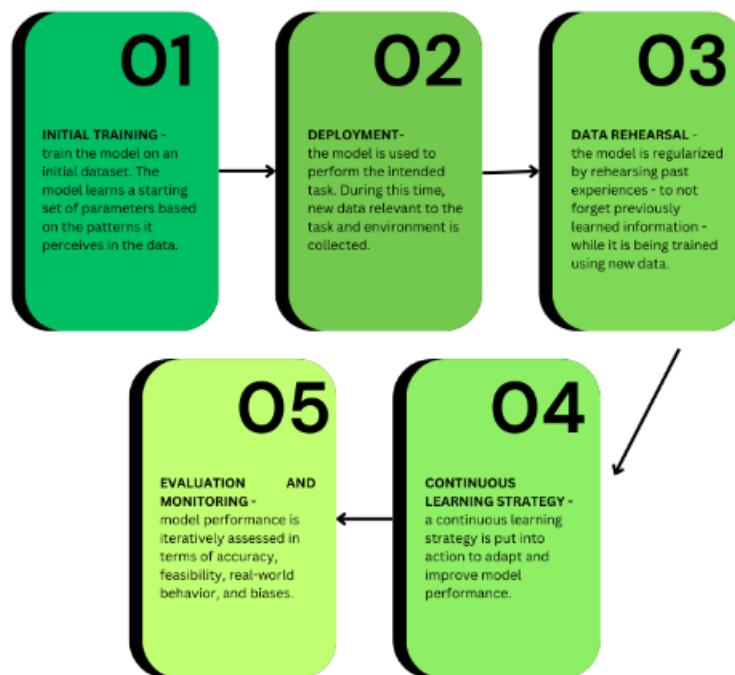 01
INITIAL TRAINING -
train the model on an
initial dataset. The
model learns a starting
set of parameters based
on the patterns it
perceives in the data.
02
DEPLOYMENT-
the model is used to
perform the intended
task. During this time,
new data relevant to the
task and environment is
collected.
03
DATA REHEARSAL -
the model is regularized
by rehearsing past
experiences - to not
forget previously
learned information -
while it is being trained
using new data.
04
CONTINUOUS
LEARNING STRATEGY -
a continuous learning
strategy is put into
action to adapt and
improve model
performance.
05
EVALUATION AND
MONITORING -
model performance is
iteratively assessed in
terms of accuracy,
feasibility, real-world
behavior, and biases.